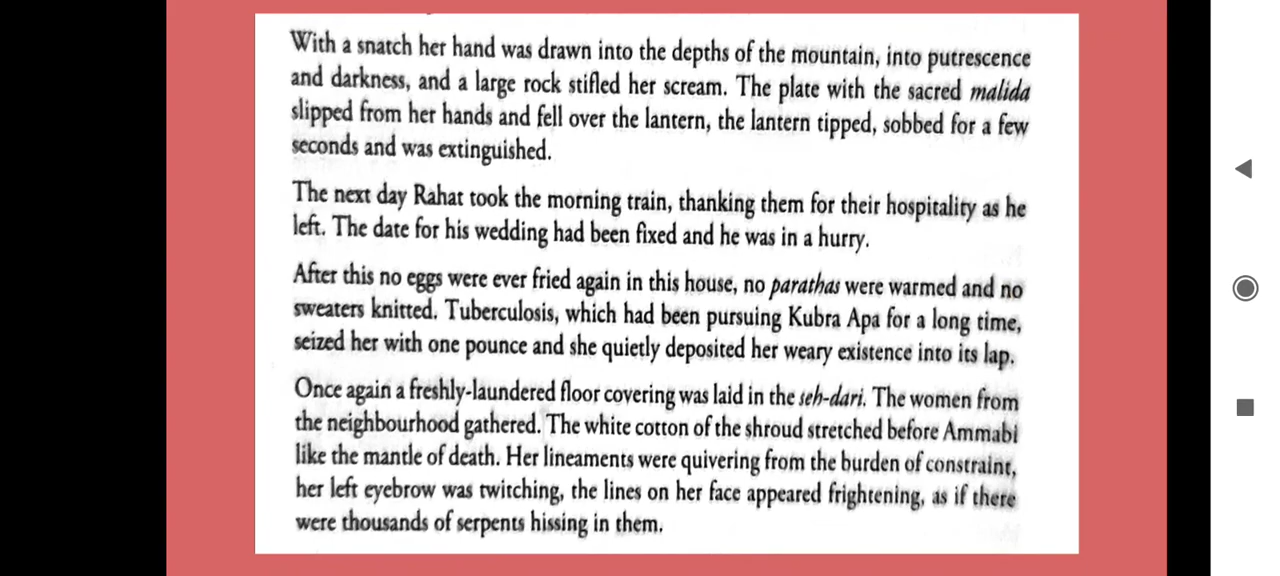 With a snatch her hand was drawn into the depths of the mountain, into putrescence
and darkness, and a large rock stifled her scream. The plate with the sacred malida
slipped from her hands and fell over the lantern, the lantern tipped, sobbed for a few
seconds and was extinguished.
The next day Rahat took the morning train, thanking them for their hospitality as he
left. The date for his wedding had been fixed and he was in a hurry.
After this no eggs were ever fried again in this house, no parathas were warmed and no
sweaters knitted. Tuberculosis, which had been pursuing Kubra Apa for a long time,
seized her with one pounce and she quietly deposited her weary existence into its lap.
Once again a freshly-laundered floor covering was laid in the seh-dari. The women from
the neighbourhood gathered. The white cotton of the shroud stretched before Ammabi
like the mantle of death. Her lineaments were quivering from the burden of constraint,
her left eyebrow was twitching, the lines on her face appeared frightening, as if there
were thousands of serpents hissing in them.